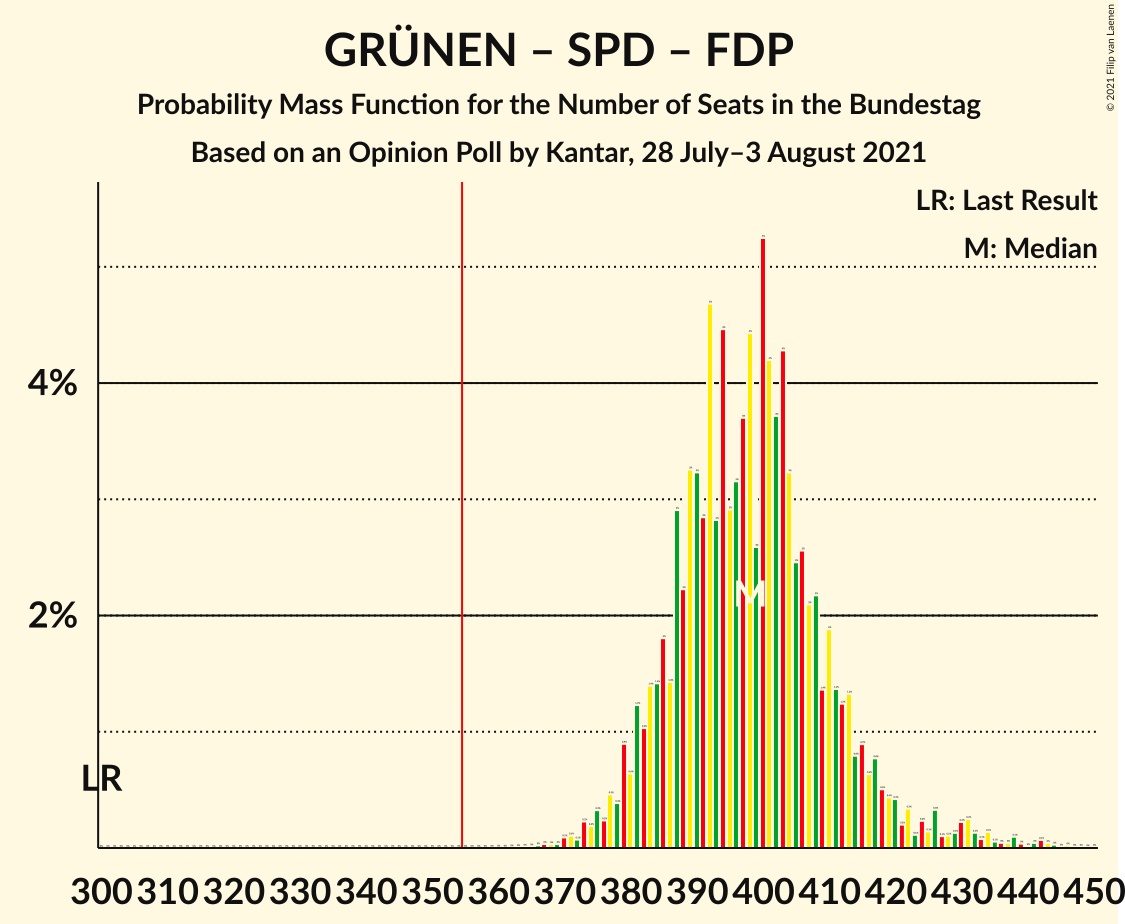 GRÜNEN – SPD – FDP
Probability Mass Function for the Number of Seats in the Bundestag
Based on an Opinion Poll by Kantar, 28 July–3 August 2021
© 2021 Filip van Laenen
LR: Last Result
M: Median
4%
2%
M
LR
300 310 320 330 340 350 360 370 380 390 400 410 420 430 440 450